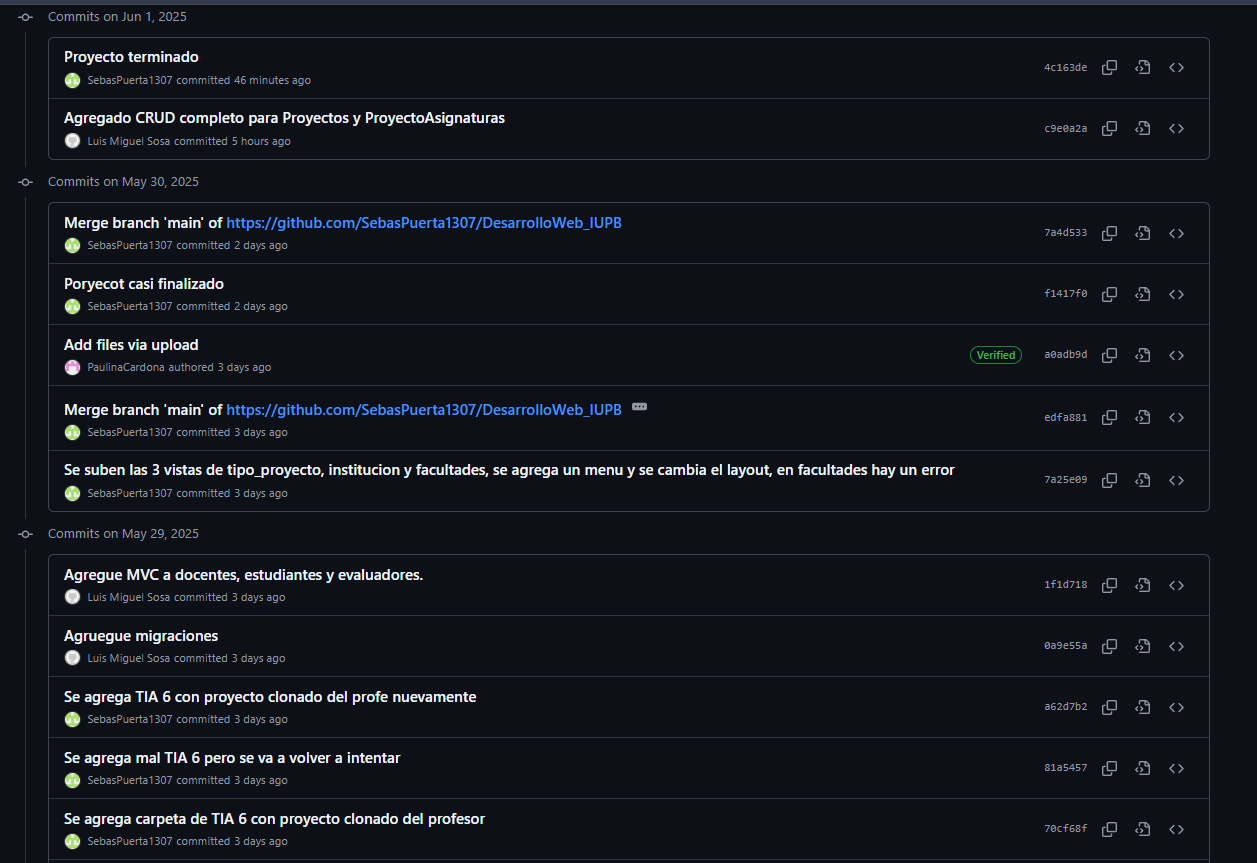 Commits on Jun 1, 2025
Proyecto terminado
4c163de
SebasPuerta1307 committed 46 minutes ago
Agregado CRUD completo para Proyectos y ProyectoAsignaturas
c9e0a2a
Luis Miguel Sosa committed 5 hours ago
Commits on May 30, 2025
Merge branch 'main' of https://github.com/SebasPuerta1307/DesarrolloWeb_IUPB
7a4d533
SebasPuerta1307 committed 2 days ago
Poryecot casi finalizado
f1417f0
SebasPuerta1307 committed 2 days ago
Add files via upload
Verified a0adb9d
PaulinaCardona authored 3 days ago
Merge branch 'main' of https://github.com/SebasPuerta1307/DesarrolloWeb_IUPB
edfa881
SebasPuerta1307 committed 3 days ago
Se suben las 3 vistas de tipo_proyecto, institucion y facultades, se agrega un menu y se cambia el layout, en facultades hay un error
7a25e09
SebasPuerta1307 committed 3 days ago
Commits on May 29, 2025
Agregue MVC a docentes, estudiantes y evaluadores.
1f1d718
Luis Miguel Sosa committed 3 days ago
Agruegue migraciones
0a9e55a
Luis Miguel Sosa committed 3 days ago
Se agrega TIA 6 con proyecto clonado del profe nuevamente
a62d7b2
SebasPuerta1307 committed 3 days ago
Se agrega mal TIA 6 pero se va a volver a intentar
81a5457
SebasPuerta1307 committed 3 days ago
Se agrega carpeta de TIA 6 con proyecto clonado del profesor
70cf68f
SebasPuerta1307 committed 3 days ago